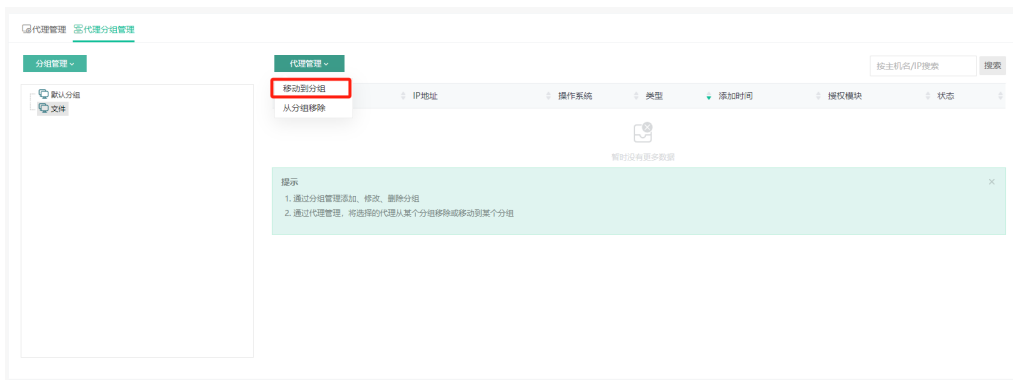 代理管理 代理分组管理
分组管理 代理管理 按主机名/IP搜索 搜索
默认分组
文件
移动到分组
从分组移除
IP地址 操作系统 类型 添加时间 授权模块 状态
暂时没有更多数据
提示
1. 通过分组管理添加、修改、删除分组
2. 通过代理管理，将选择的代理从某个分组移除或移动到某个分组